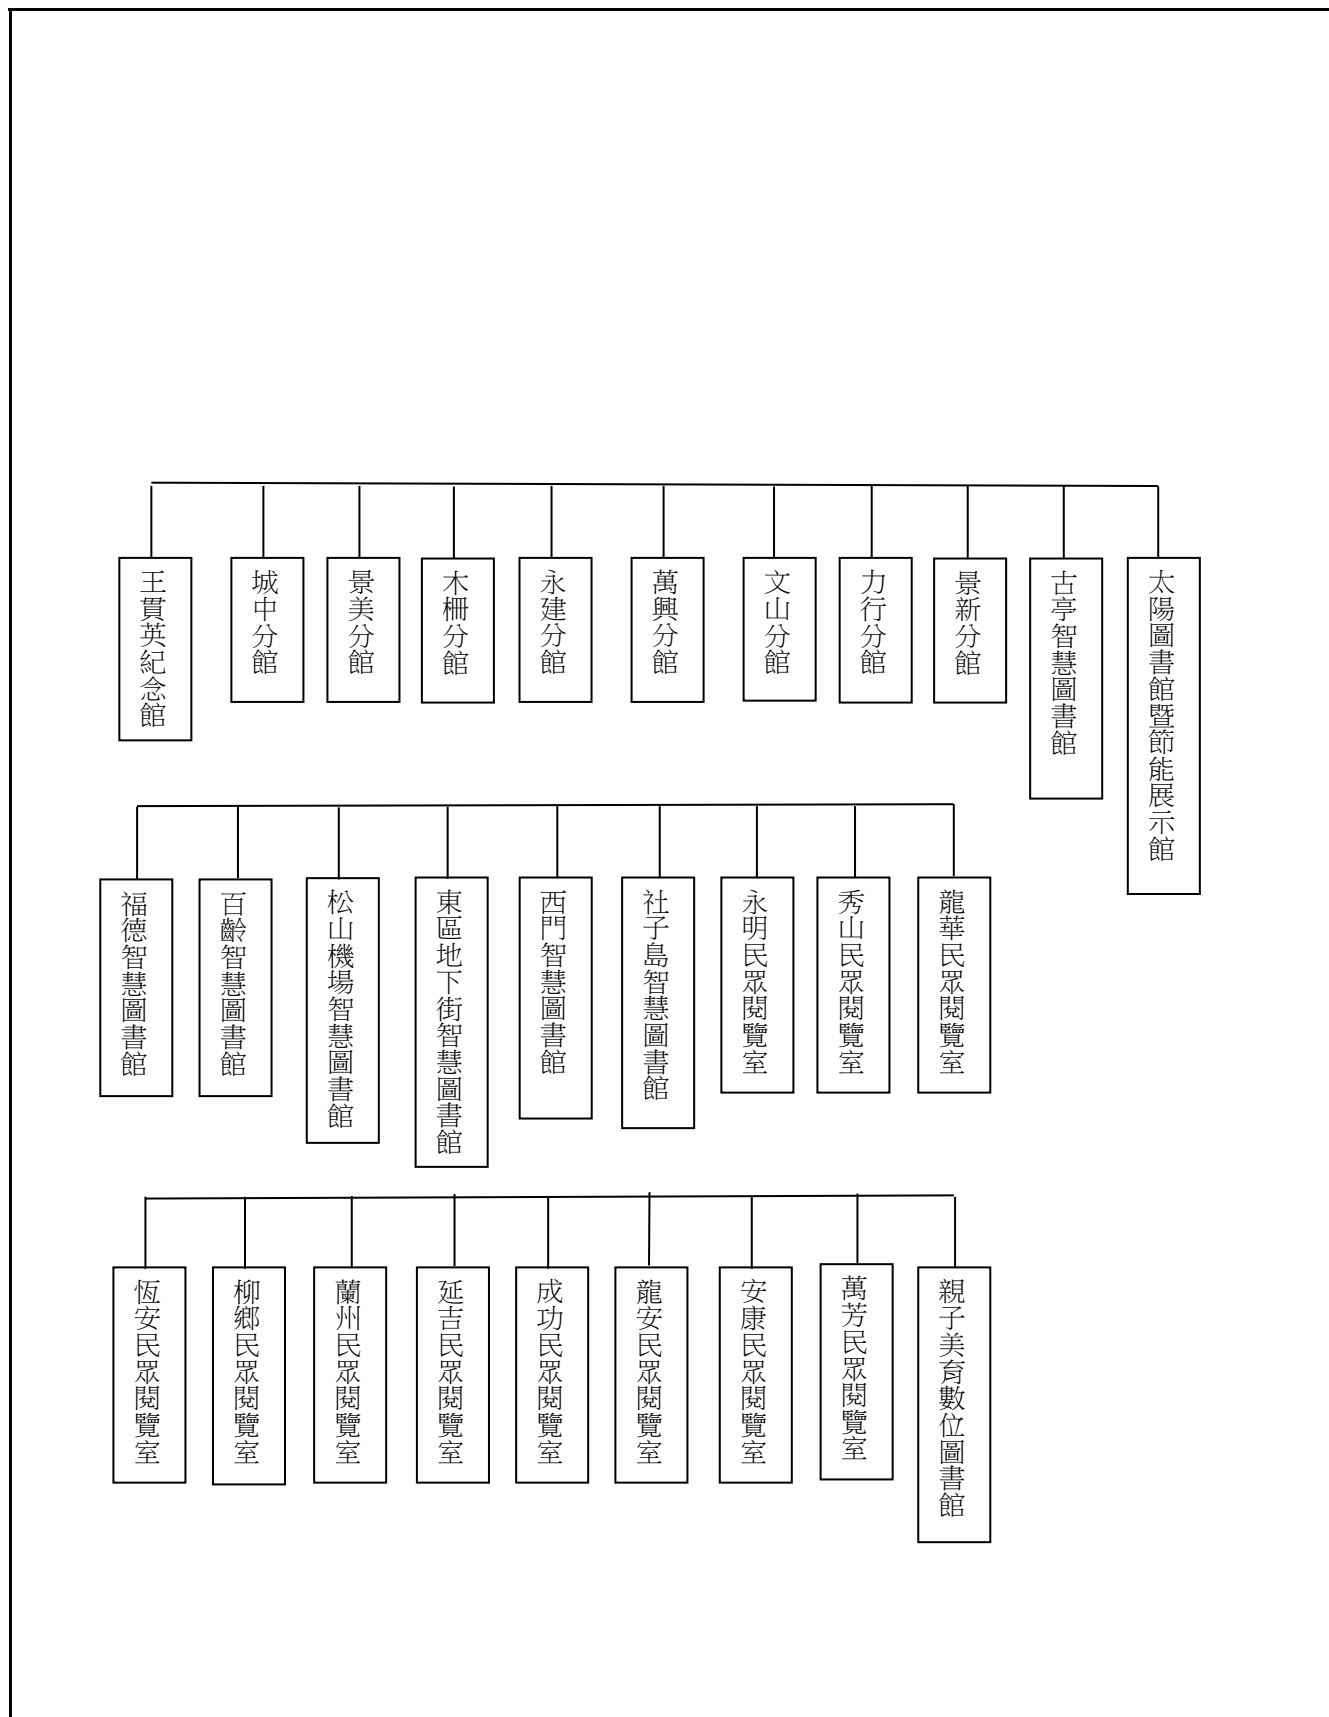 王貫英紀念館
城中分館
景美分館
木柵分館
永建分館
萬興分館
文山分館
力行分館
景新分館
古亭智慧圖書館
太陽圖書館暨節能展示館
福德智慧圖書館
百齡智慧圖書館
松山機場智慧圖書館
東區地下街智慧圖書館
西門智慧圖書館
社子島智慧圖書館
永明民眾閱覽室
秀山民眾閱覽室
龍華民眾閱覽室
恆安民眾閱覽室
柳鄉民眾閱覽室
蘭州民眾閱覽室
延吉民眾閱覽室
成功民眾閱覽室
龍安民眾閱覽室
安康民眾閱覽室
萬芳民眾閱覽室
親子美育數位圖書館